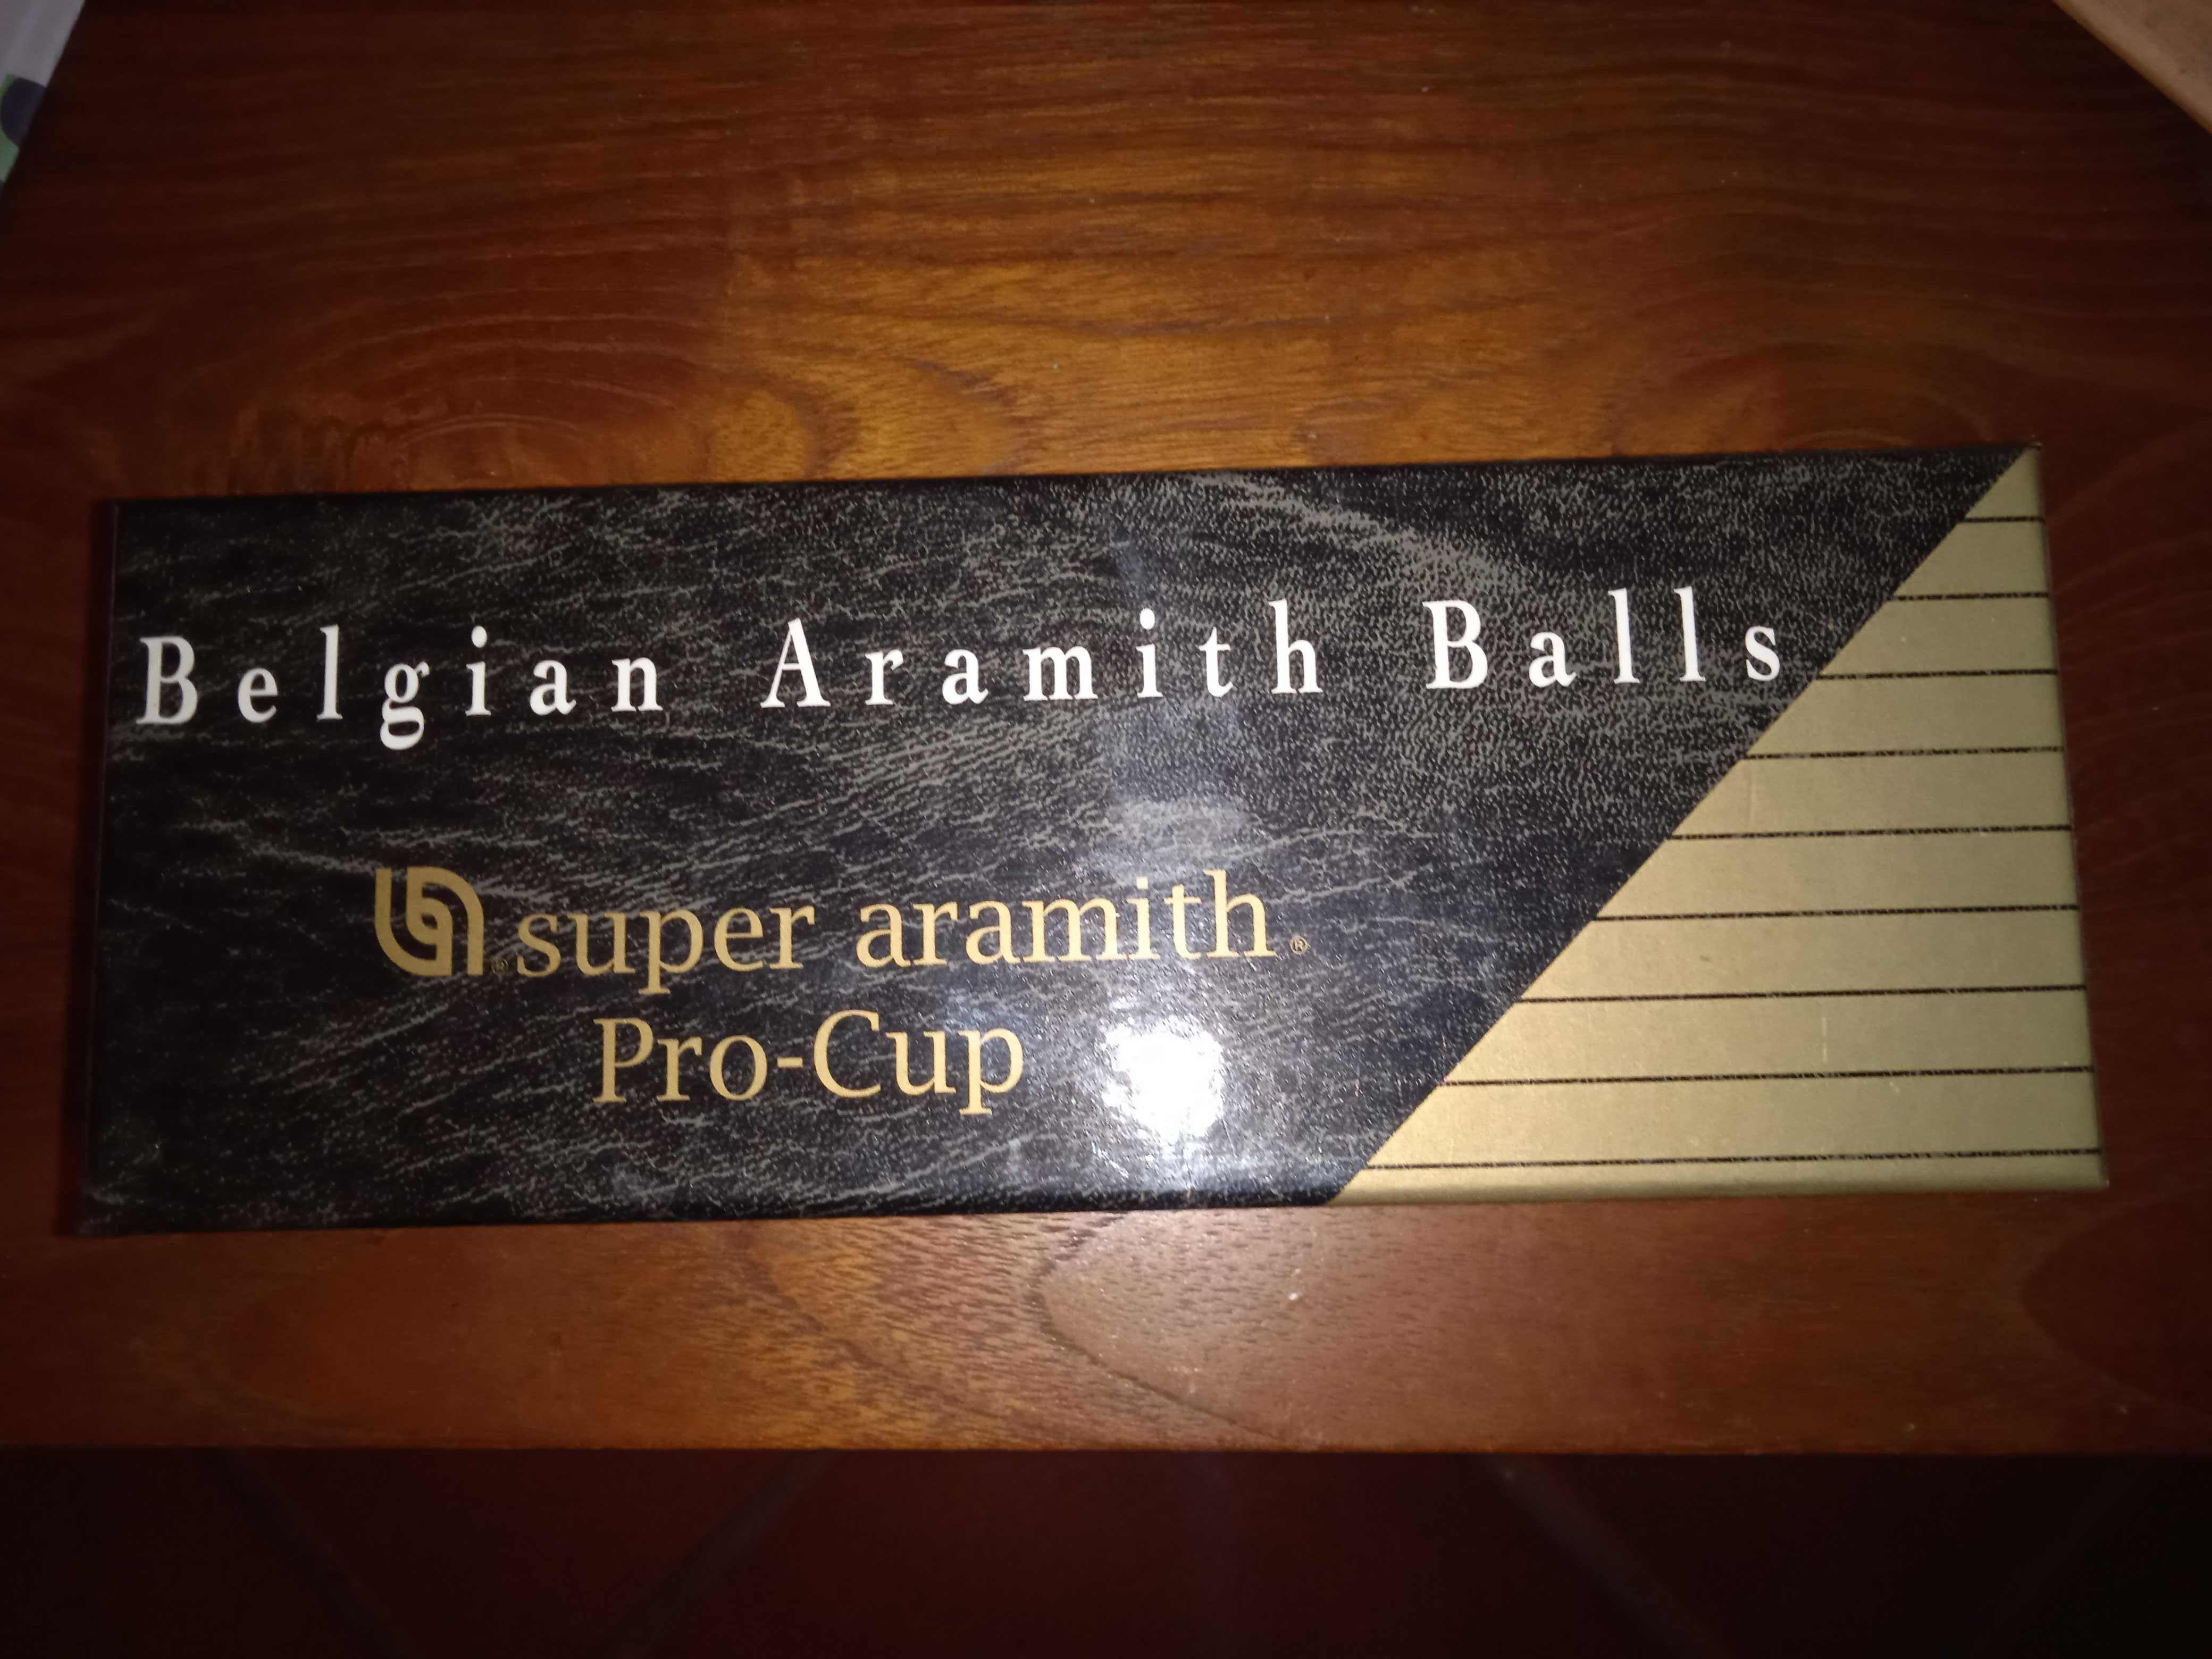 Belgian Aramith Balls
® super aramith®
Pro-Cup